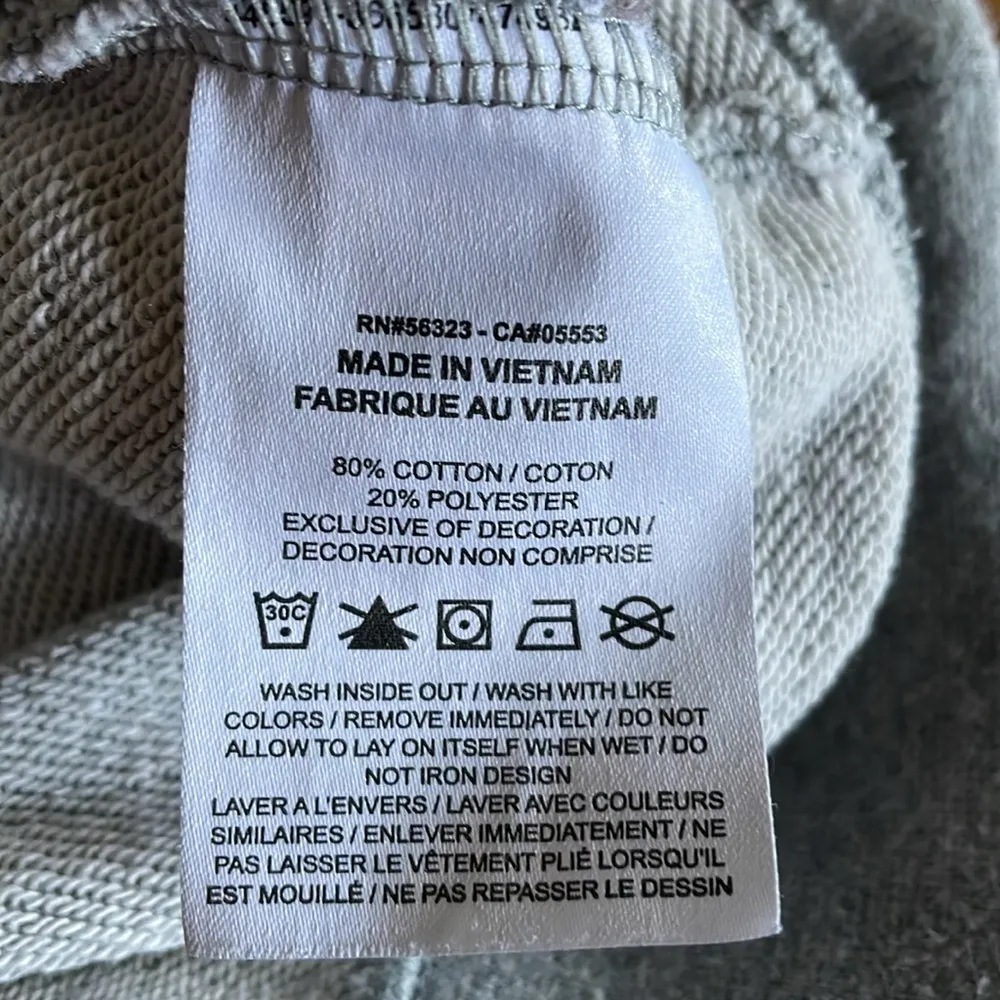 RN#56323 - CA#05553
MADE IN VIETNAM
FABRIQUE AU VIETNAM
80% COTTON / COTON
20% POLYESTER
EXCLUSIVE OF DECORATION /
DECORATION NON COMPRISE
30C
WASH INSIDE OUT / WASH WITH LIKE
COLORS / REMOVE IMMEDIATELY / DO NOT
ALLOW TO LAY ON ITSELF WHEN WET / DO
NOT IRON DESIGN
LAVER A L'ENVERS / LAVER AVEC COULEURS
SIMILAIRES / ENLEVER IMMEDIATEMENT / NE
PAS LAISSER LE VÊTEMENT PLIÉ LORSQU'IL
EST MOUILLÉ / NE PAS REPASSER LE DESSIN